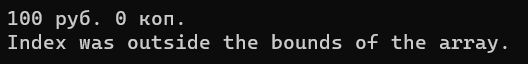 100 руб. 0 коп.
Index was outside the bounds of the array.